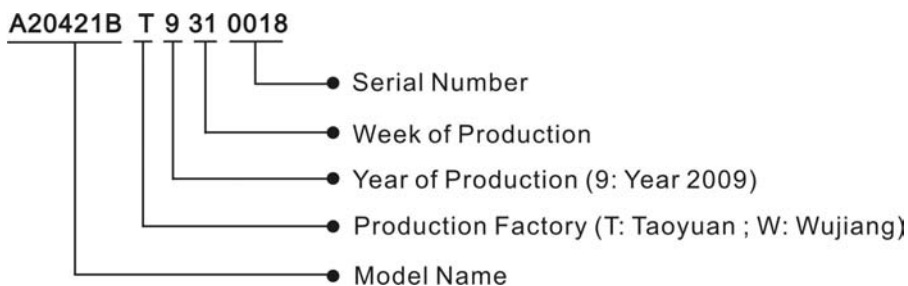 A20421B T 9 31 0018
Serial Number
Week of Production
Year of Production (9: Year 2009)
Production Factory (T: Taoyuan ; W: Wujiang)
Model Name